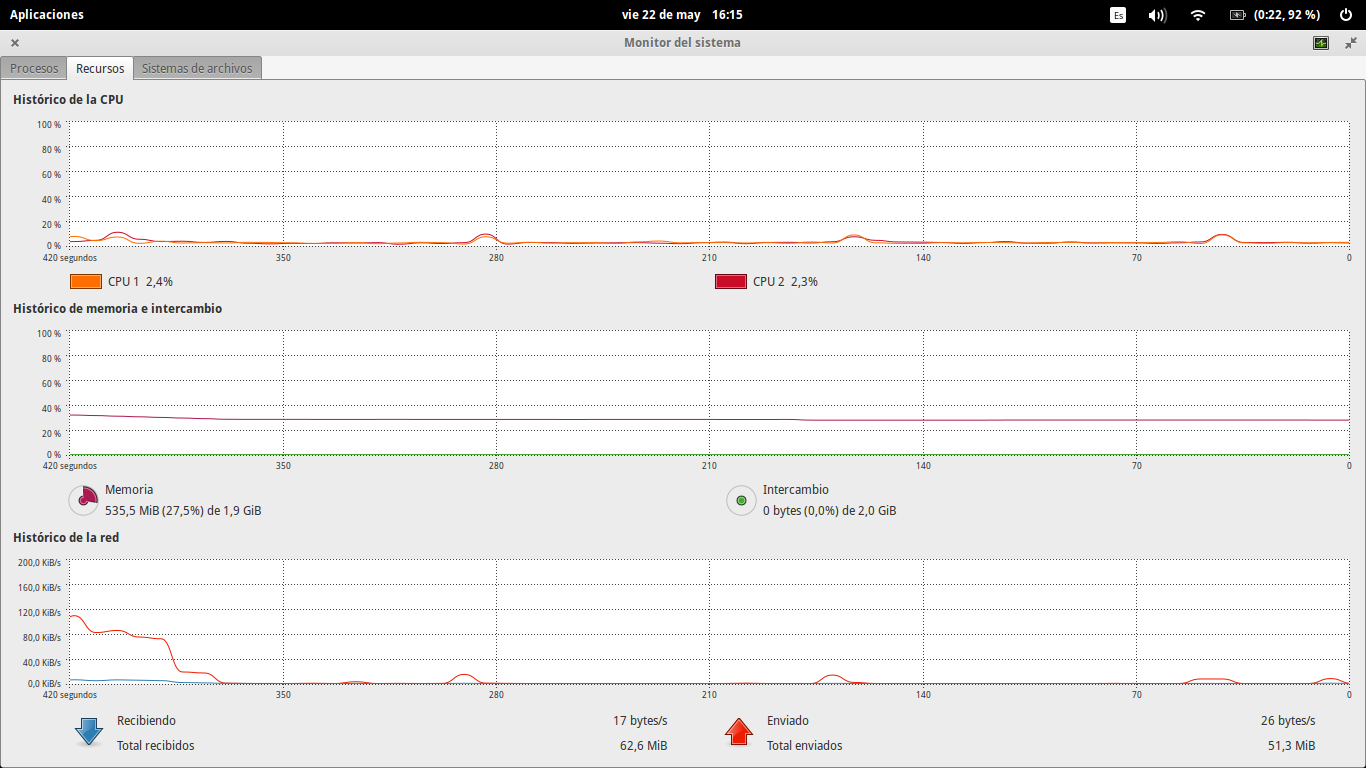 Aplicaciones vie 22 de may 16:15 Es (0:22, 92 %)
Monitor del sistema
Procesos Recursos Sistemas de archivos
Histórico de la CPU
100 %
80 %
60 %
40 %
20 %
0 %
420 segundos 350 280 210 140 70 0
CPU 1 2,4% CPU 2 2,3%
Histórico de memoria e intercambio
100 %
80 %
60 %
40 %
20 %
0 %
420 segundos 350 280 210 140 70 0
Memoria Intercambio
535,5 MiB (27,5%) de 1,9 GiB 0 bytes (0,0%) de 2,0 GiB
Histórico de la red
200,0 KiB/s
160,0 KiB/s
120,0 KiB/s
80,0 KiB/s
40,0 KiB/s
0,0 KiB/s
420 segundos 350 280 210 140 70 0
Recibiendo 17 bytes/s Enviado 26 bytes/s
Total recibidos 62,6 MiB Total enviados 51,3 MiB